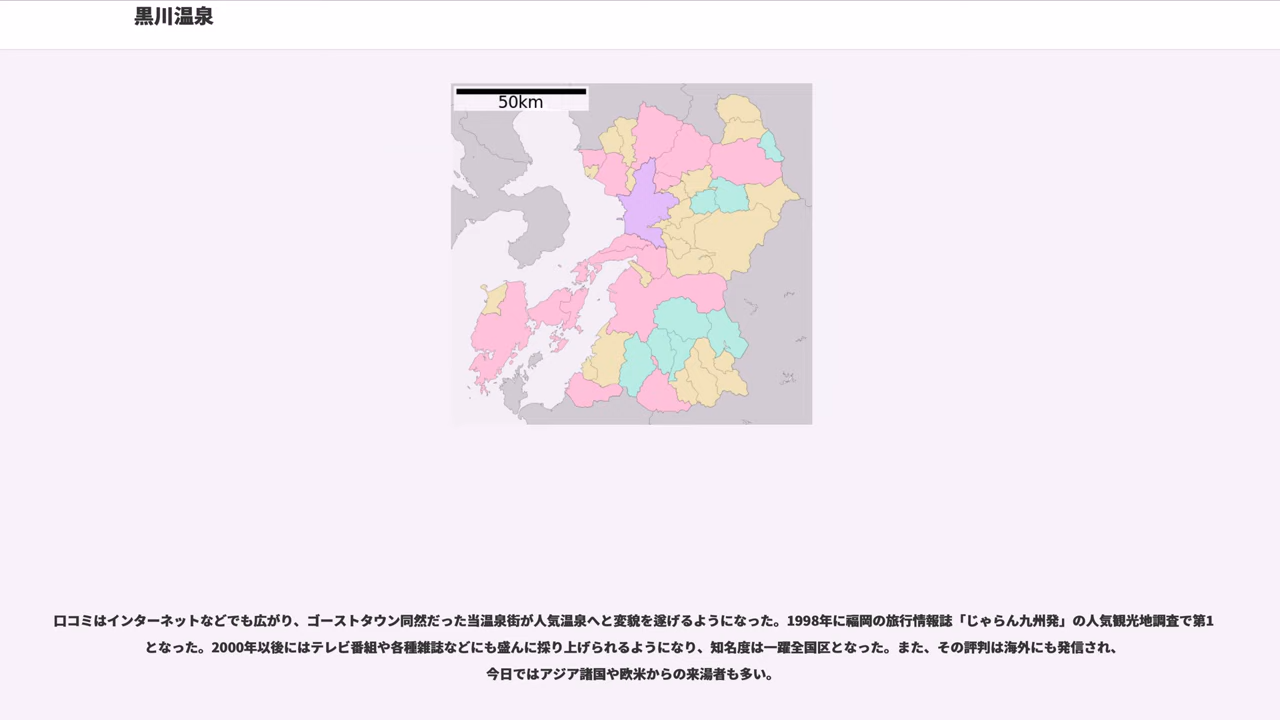 黒川温泉
50km
口コミはインターネットなどでも広がり、ゴーストタウン同然だった当温泉街が人気温泉へと変貌を遂げるようになった。1998年に福岡の旅行情報誌「じゃらん九州発」の人気観光地調査で第1
となった。2000年以後にはテレビ番組や各種雑誌などにも盛んに採り上げられるようになり、知名度は一躍全国区となった。また、その評判は海外にも発信され、
今日ではアジア諸国や欧米からの来湯者も多い。